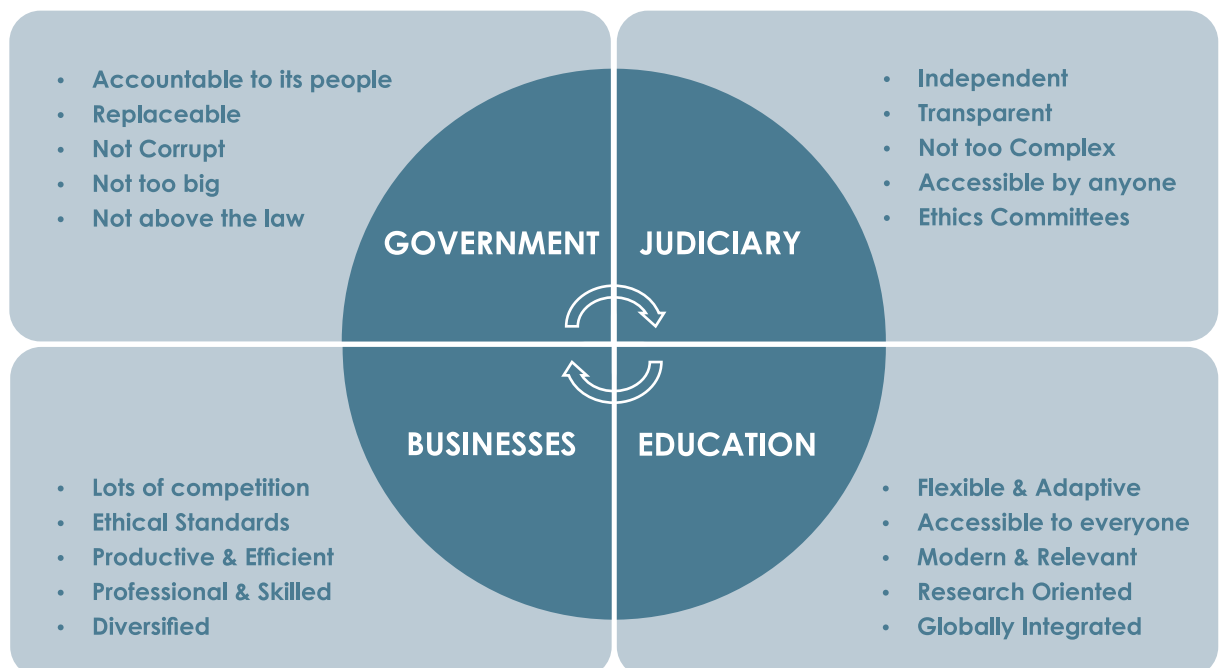 • Accountable to its people
• Replaceable
• Not Corrupt
• Not too big
• Not above the law
GOVERNMENT
• Independent
• Transparent
• Not too Complex
• Accessible by anyone
• Ethics Committees
JUDICIARY
BUSINESSES
• Lots of competition
• Ethical Standards
• Productive & Efficient
• Professional & Skilled
• Diversified
EDUCATION
• Flexible & Adaptive
• Accessible to everyone
• Modern & Relevant
• Research Oriented
• Globally Integrated